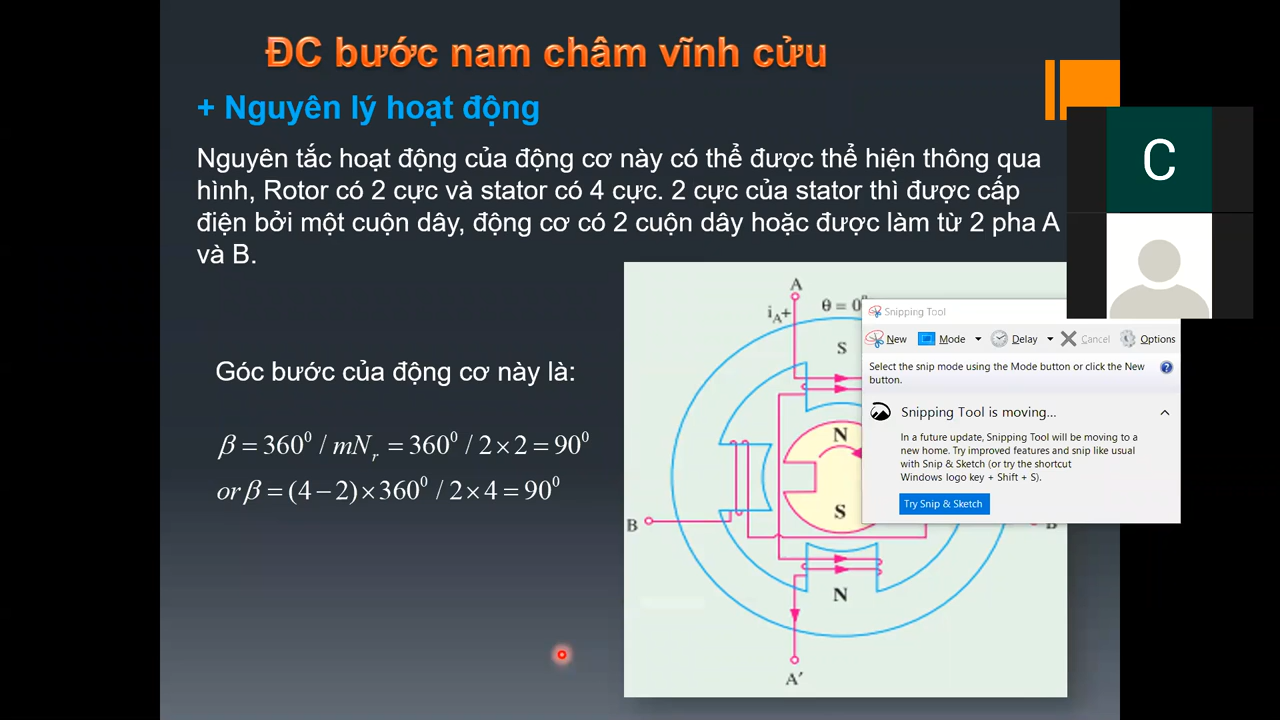 ĐC bước nam châm vĩnh cửu
+ Nguyên lý hoạt động
Nguyên tắc hoạt động của động cơ này có thể được thể hiện thông qua
hình, Rotor có 2 cực và stator có 4 cực. 2 cực của stator thì được cấp
điện bởi một cuộn dây, động cơ có 2 cuộn dây hoặc được làm từ 2 pha A
và B.
Góc bước của động cơ này là:
β = 360⁰ / mNᵣ = 360⁰ / 2 × 2 = 90⁰
or β = (4 − 2) × 360⁰ / 2 × 4 = 90⁰
C
A
i_A+
θ = 0⁰
S
N
S
B
N
A′
Snipping Tool
New Mode Delay Cancel Options
Select the snip mode using the Mode button or click the New
button.
Snipping Tool is moving...
In a future update, Snipping Tool will be moving to a
new home. Try improved features and snip like usual
with Snip & Sketch (or try the shortcut
Windows logo key + Shift + S).
Try Snip & Sketch